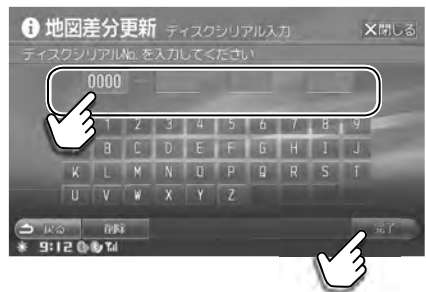 地図差分更新 ディスクシリアル入力 ×閉じる
ディスクシリアルNo. を入力してください
0000 -
1 2 3 4 5 6 7 8 9
B C D E F G H I J
K L M N O P Q R S T
U V W X Y Z
戻る 削除 完了
9:12